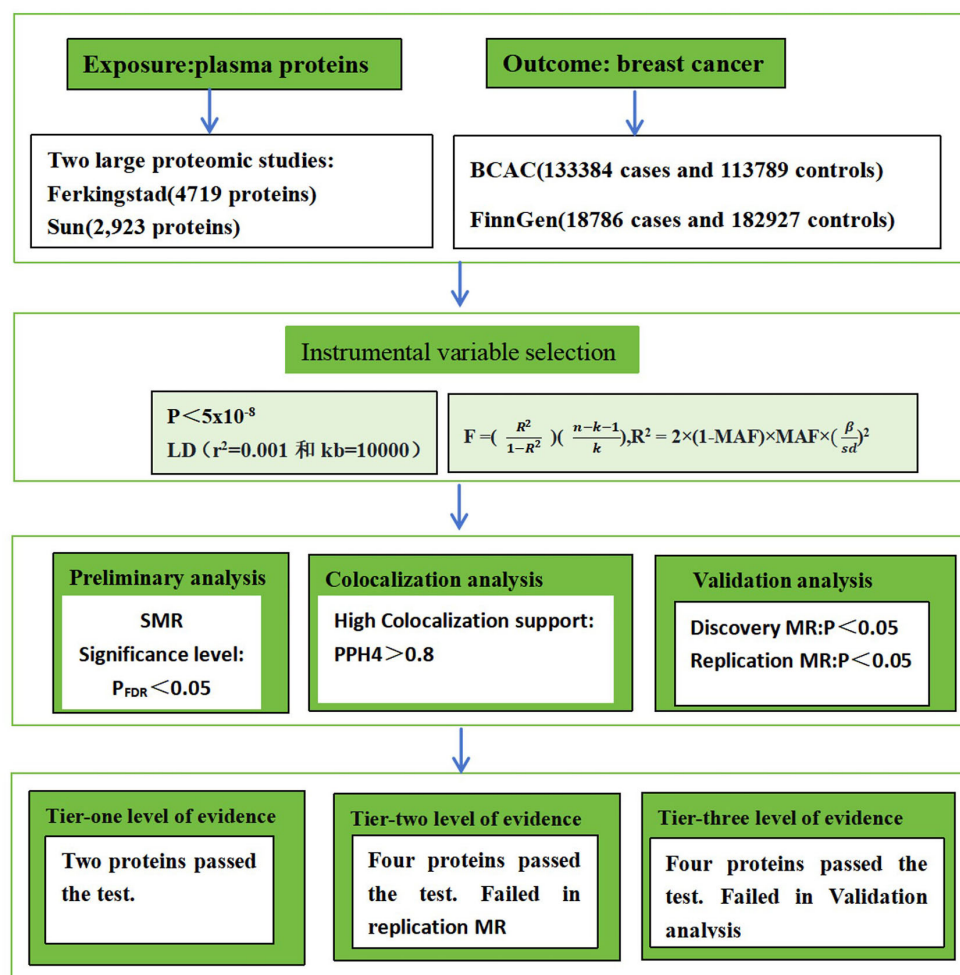 Exposure:plasma proteins
Outcome: breast cancer
Two large proteomic studies:
Ferkingstad(4719 proteins)
Sun(2,923 proteins)
BCAC(133384 cases and 113789 controls)
FinnGen(18786 cases and 182927 controls)
Instrumental variable selection
P＜5x10⁻⁸
LD（r²=0.001 和 kb=10000）
F =( R²/1−R² )( n−k−1/k ),R² = 2×(1-MAF)×MAF×(β/sd)²
Preliminary analysis
SMR
Significance level:
P_FDR＜0.05
Colocalization analysis
High Colocalization support:
PPH4＞0.8
Validation analysis
Discovery MR:P＜0.05
Replication MR:P＜0.05
Tier-one level of evidence
Two proteins passed
the test.
Tier-two level of evidence
Four proteins passed
the test. Failed in
replication MR
Tier-three level of evidence
Four proteins passed the
test. Failed in Validation
analysis